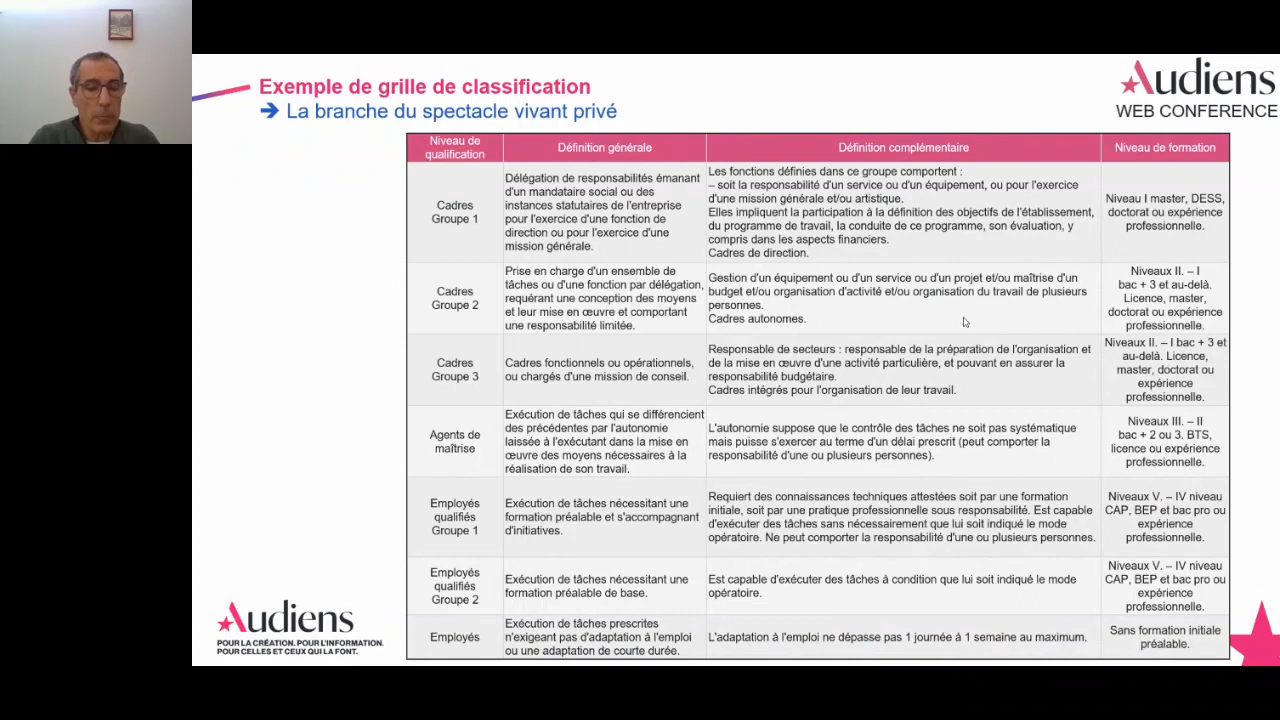 Exemple de grille de classification
➔ La branche du spectacle vivant privé
Audiens
WEB CONFERENCE
Niveau de
qualification
Définition générale
Définition complémentaire
Niveau de formation
Cadres
Groupe 1
Délégation de responsabilités émanant
d'un mandataire social ou des
instances statutaires de l'entreprise
pour l'exercice d'une fonction de
direction ou pour l'exercice d'une
mission générale.
Les fonctions définies dans ce groupe comportent :
– soit la responsabilité d'un service ou d'un équipement, ou pour l'exercice
d'une mission générale et/ou artistique.
Elles impliquent la participation à la définition des objectifs de l'établissement,
du programme de travail, la conduite de ce programme, son évaluation, y
compris dans les aspects financiers.
Cadres de direction.
Niveau I master, DESS,
doctorat ou expérience
professionnelle.
Cadres
Groupe 2
Prise en charge d'un ensemble de
tâches ou d'une fonction par délégation,
requérant une conception des moyens
et leur mise en œuvre et comportant
une responsabilité limitée.
Gestion d'un équipement ou d'un service ou d'un projet et/ou maîtrise d'un
budget et/ou organisation d'activité et/ou organisation du travail de plusieurs
personnes.
Cadres autonomes.
Niveaux II. – I
bac + 3 et au-delà.
Licence, master,
doctorat ou expérience
professionnelle.
Cadres
Groupe 3
Cadres fonctionnels ou opérationnels,
ou chargés d'une mission de conseil.
Responsable de secteurs : responsable de la préparation de l'organisation et
de la mise en œuvre d'une activité particulière, et pouvant en assurer la
responsabilité budgétaire.
Cadres intégrés pour l'organisation de leur travail.
Niveaux II. – I bac + 3 et
au-delà. Licence,
master, doctorat ou
expérience
professionnelle.
Agents de
maîtrise
Exécution de tâches qui se différencient
des précédentes par l'autonomie
laissée à l'exécutant dans la mise en
œuvre des moyens nécessaires à la
réalisation de son travail.
L'autonomie suppose que le contrôle des tâches ne soit pas systématique
mais puisse s'exercer au terme d'un délai prescrit (peut comporter la
responsabilité d'une ou plusieurs personnes).
Niveaux III. – II
bac + 2 ou 3. BTS,
licence ou expérience
professionnelle.
Employés
qualifiés
Groupe 1
Exécution de tâches nécessitant une
formation préalable et s'accompagnant
d'initiatives.
Requiert des connaissances techniques attestées soit par une formation
initiale, soit par une pratique professionnelle sous responsabilité. Est capable
d'exécuter des tâches sans nécessairement que lui soit indiqué le mode
opératoire. Ne peut comporter la responsabilité d'une ou plusieurs personnes.
Niveaux V. – IV niveau
CAP, BEP et bac pro ou
expérience
professionnelle.
Employés
qualifiés
Groupe 2
Exécution de tâches nécessitant une
formation préalable de base.
Est capable d'exécuter des tâches à condition que lui soit indiqué le mode
opératoire.
Niveaux V. – IV niveau
CAP, BEP et bac pro ou
expérience
professionnelle.
Employés
Exécution de tâches prescrites
n'exigeant pas d'adaptation à l'emploi
ou une adaptation de courte durée.
L'adaptation à l'emploi ne dépasse pas 1 journée à 1 semaine au maximum.
Sans formation initiale
préalable.
Audiens
POUR LA CRÉATION. POUR L'INFORMATION.
POUR CELLES ET CEUX QUI LA FONT.